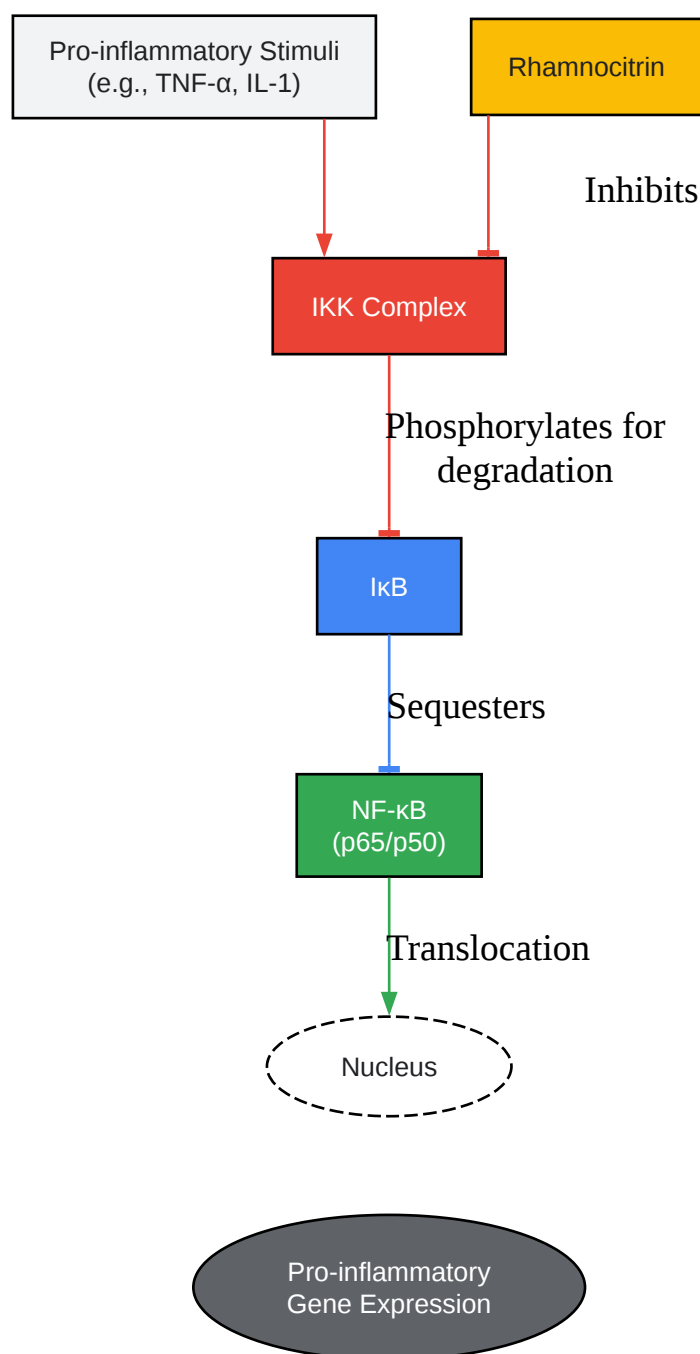 Pro-inflammatory Stimuli
(e.g., TNF-α, IL-1)
Rhamnocitrin
Inhibits
IKK Complex
Phosphorylates for
degradation
IκB
Sequesters
NF-κB
(p65/p50)
Translocation
Nucleus
Pro-inflammatory
Gene Expression